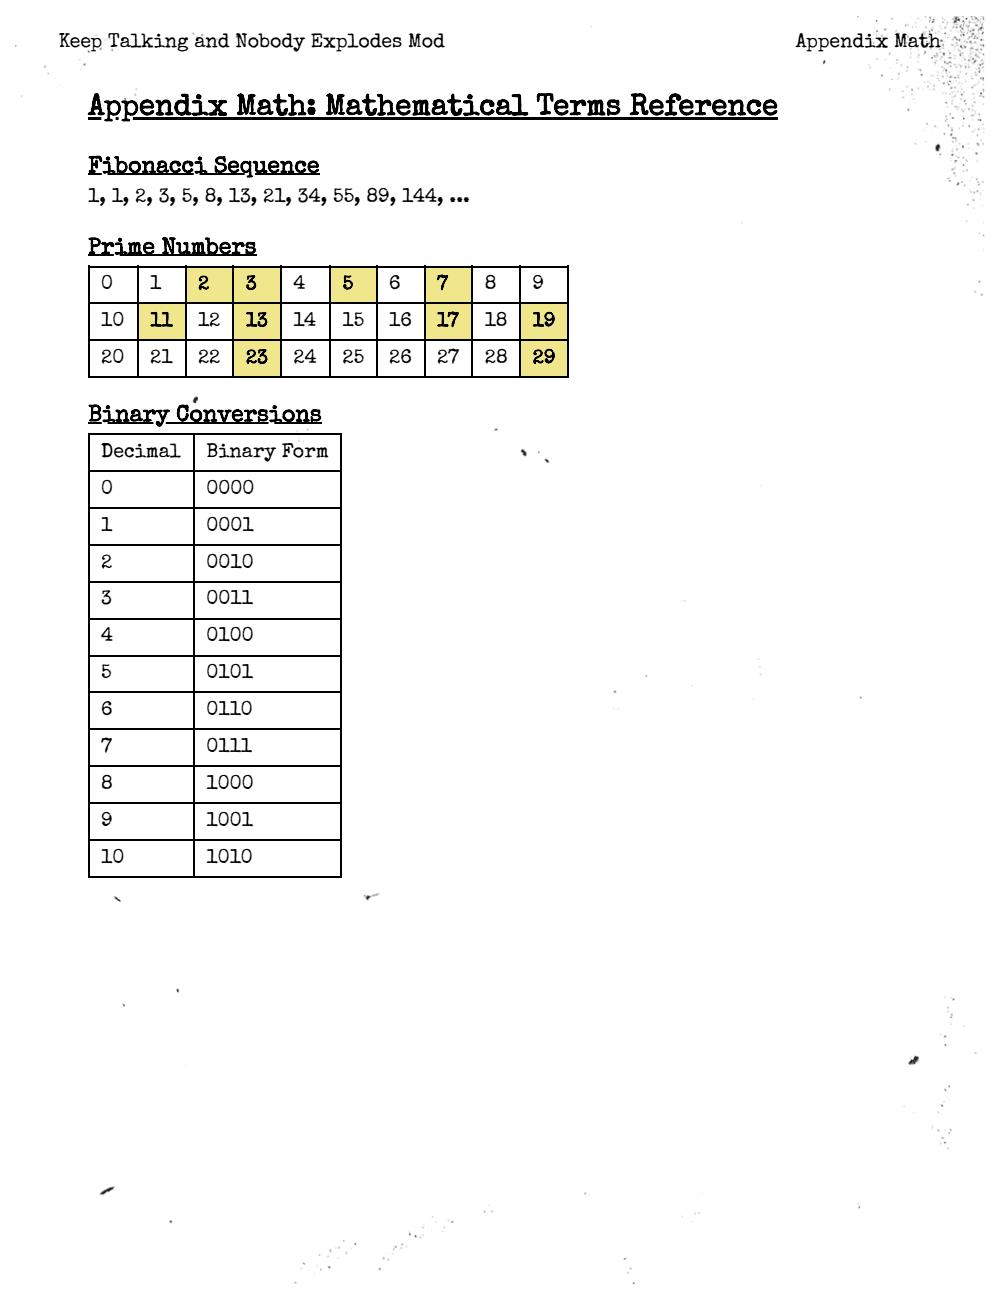 Keep Talking and Nobody Explodes Mod Appendix Math
Appendix Math: Mathematical Terms Reference
Fibonacci Sequence
1, 1, 2, 3, 5, 8, 13, 21, 34, 55, 89, 144, ...
Prime Numbers
0 1 2 3 4 5 6 7 8 9
10 11 12 13 14 15 16 17 18 19
20 21 22 23 24 25 26 27 28 29
Binary Conversions
Decimal Binary Form
0 0000
1 0001
2 0010
3 0011
4 0100
5 0101
6 0110
7 0111
8 1000
9 1001
10 1010